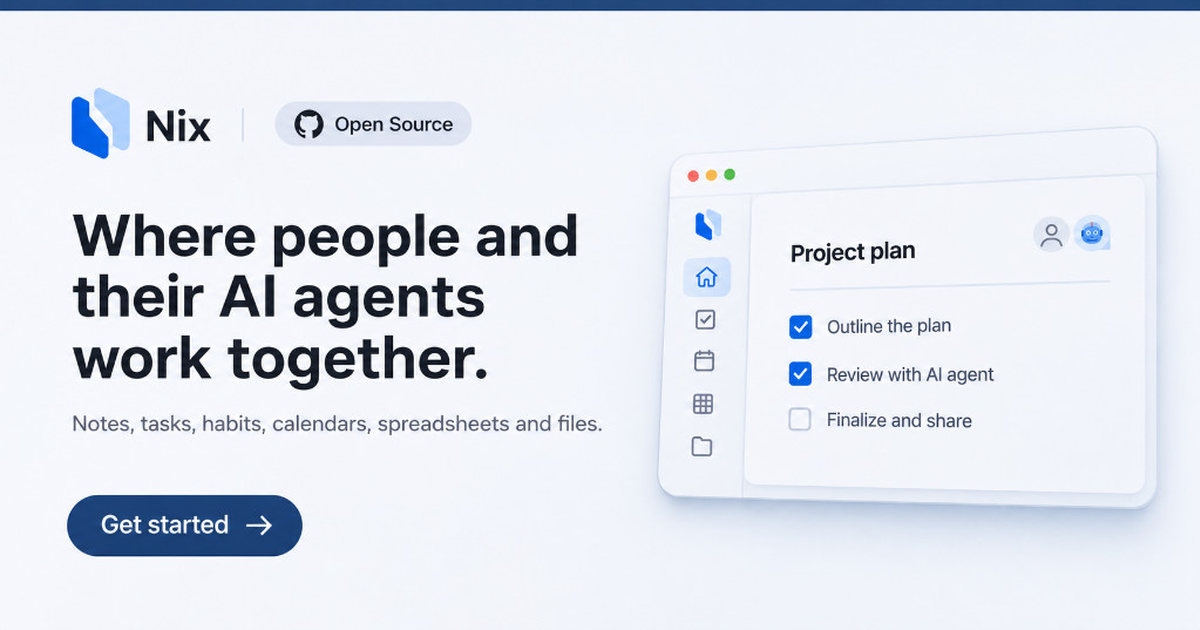 Nix
Open Source
Where people and
their AI agents
work together.
Notes, tasks, habits, calendars, spreadsheets and files.
Get started
Project plan
Outline the plan
Review with AI agent
Finalize and share